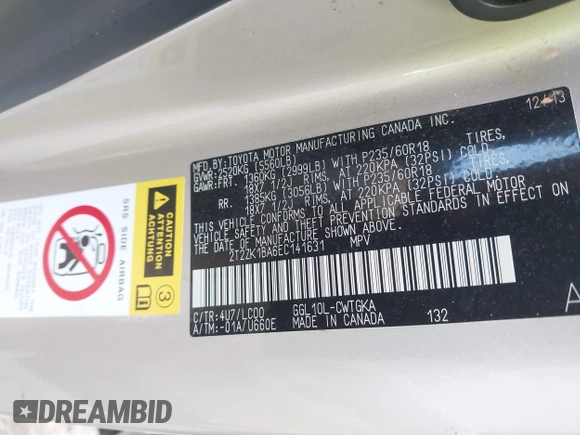 12/13
MFD.BY:TOYOTA MOTOR MANUFACTURING CANADA INC.
GVWR:2520KG (5560LB)
GAWR:FRT. 1360KG (2999LB) WITH P235/60R18 TIRES,
18X7 1/2J RIMS, AT 220KPA (32PSI) COLD.
RR. 1385KG (3056LB) WITH P235/60R18 TIRES,
18X7 1/2J RIMS, AT 220KPA (32PSI) COLD.
THIS VEHICLE CONFORMS TO ALL APPLICABLE FEDERAL MOTOR
VEHICLE SAFETY AND THEFT PREVENTION STANDARDS IN EFFECT ON
THE DATE OF MANUFACTURE SHOWN ABOVE.
2T2ZK1BA6EC141631 MPV
C/TR:4U7/LC00 GGL10L-CWTGKA
A/TM:-01A/U660E MADE IN CANADA 132
A
CAUTION
ATTENTION
3
SRS SIDE AIRBAG
DREAMBID